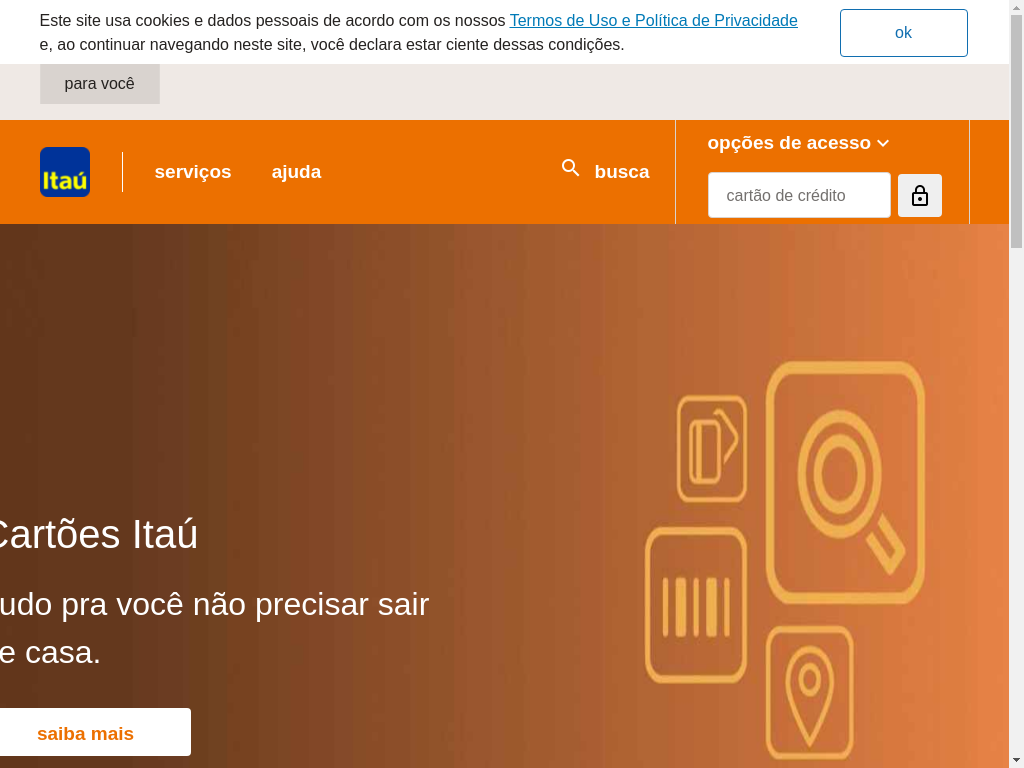 Este site usa cookies e dados pessoais de acordo com os nossos Termos de Uso e Política de Privacidade
e, ao continuar navegando neste site, você declara estar ciente dessas condições.
ok
para você
Itaú
serviços
ajuda
busca
opções de acesso
cartão de crédito
Cartões Itaú
udo pra você não precisar sair
e casa.
saiba mais